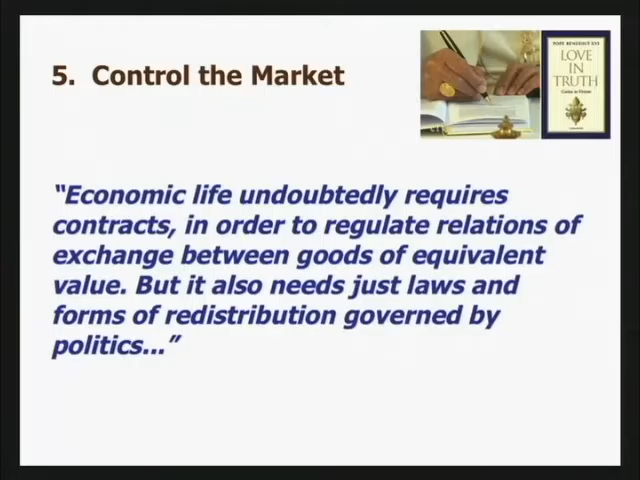 5. Control the Market
POPE BENEDICT XVI
LOVE
IN
TRUTH
“Economic life undoubtedly requires
contracts, in order to regulate relations of
exchange between goods of equivalent
value. But it also needs just laws and
forms of redistribution governed by
politics...”